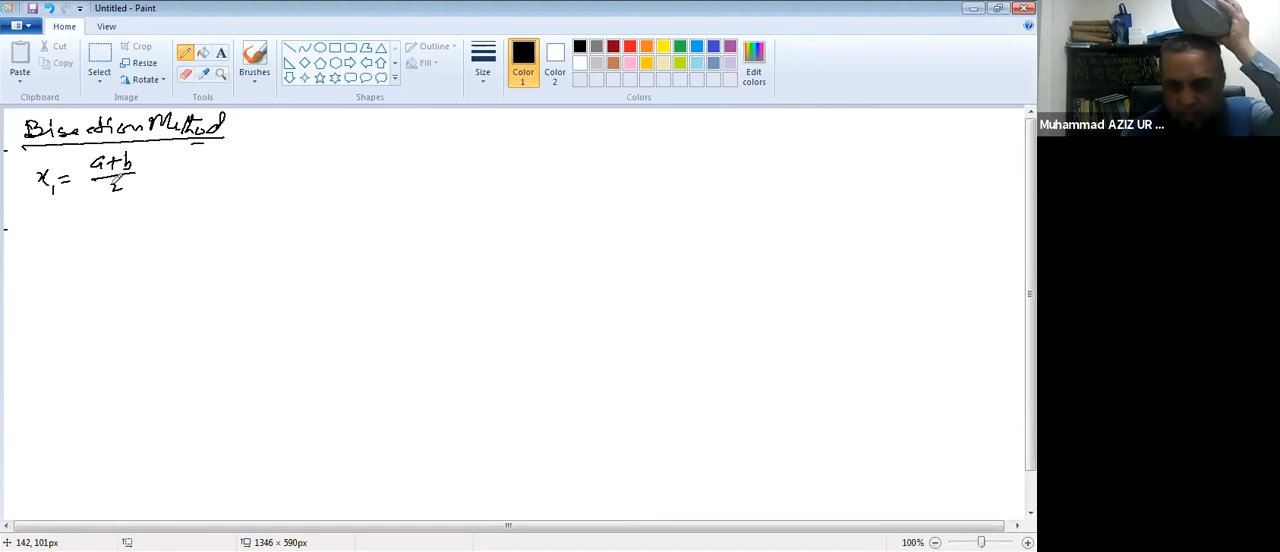 Untitled - Paint
Home View
Cut
Copy
Paste
Crop
Resize
Rotate
Select
Brushes
Outline
Fill
Size
Color 1
Color 2
Edit colors
Clipboard Image Tools Shapes Colors
Muhammad AZIZ UR ...
Bisection Method
x₁ = a+b
2
142, 101px 1346 × 590px 100%